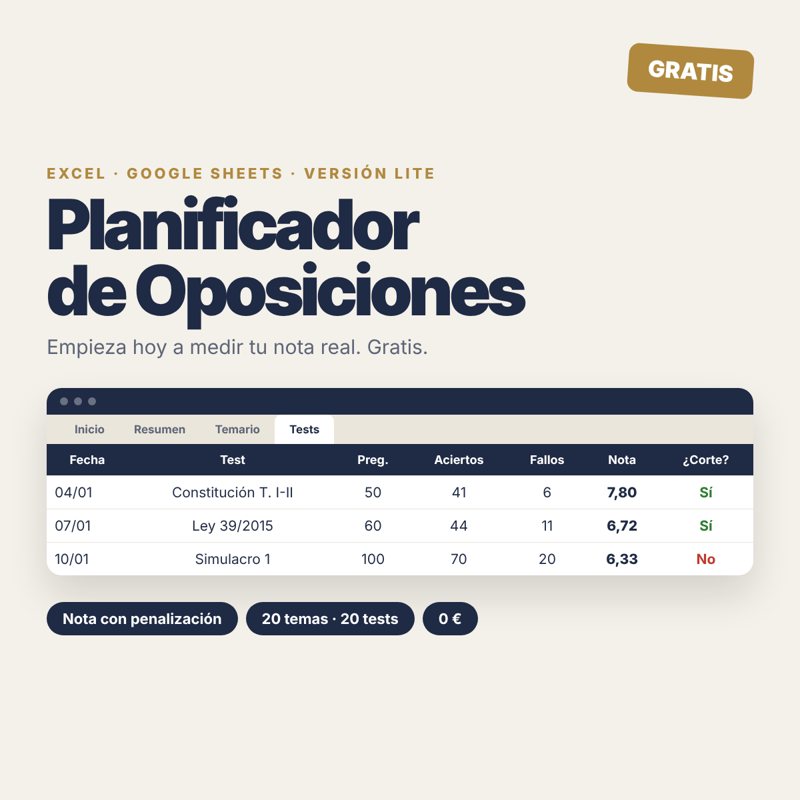 GRATIS
EXCEL · GOOGLE SHEETS · VERSIÓN LITE
Planificador
de Oposiciones
Empieza hoy a medir tu nota real. Gratis.
Inicio Resumen Temario Tests
Fecha Test Preg. Aciertos Fallos Nota ¿Corte?
04/01 Constitución T. I-II 50 41 6 7,80 Sí
07/01 Ley 39/2015 60 44 11 6,72 Sí
10/01 Simulacro 1 100 70 20 6,33 No
Nota con penalización 20 temas · 20 tests 0 €